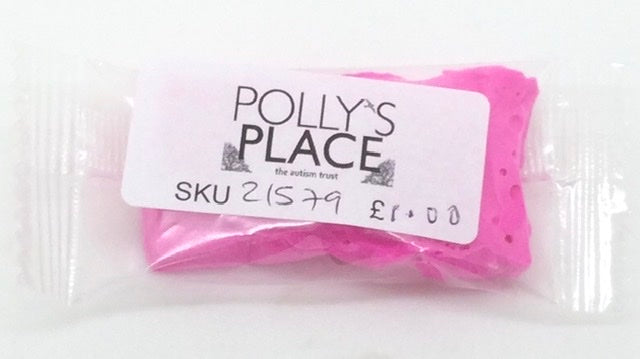 POLLY'S
PLACE
the autism trust
SKU 21579 £1.00